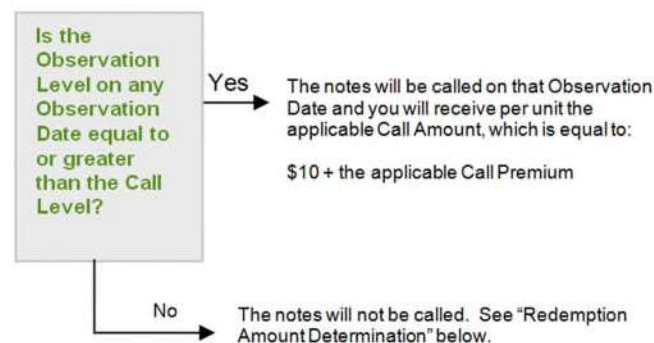 Is the
Observation
Level on any
Observation
Date equal to
or greater
than the Call
Level?
Yes
The notes will be called on that Observation
Date and you will receive per unit the
applicable Call Amount, which is equal to:
$10 + the applicable Call Premium
No
The notes will not be called. See “Redemption
Amount Determination” below.